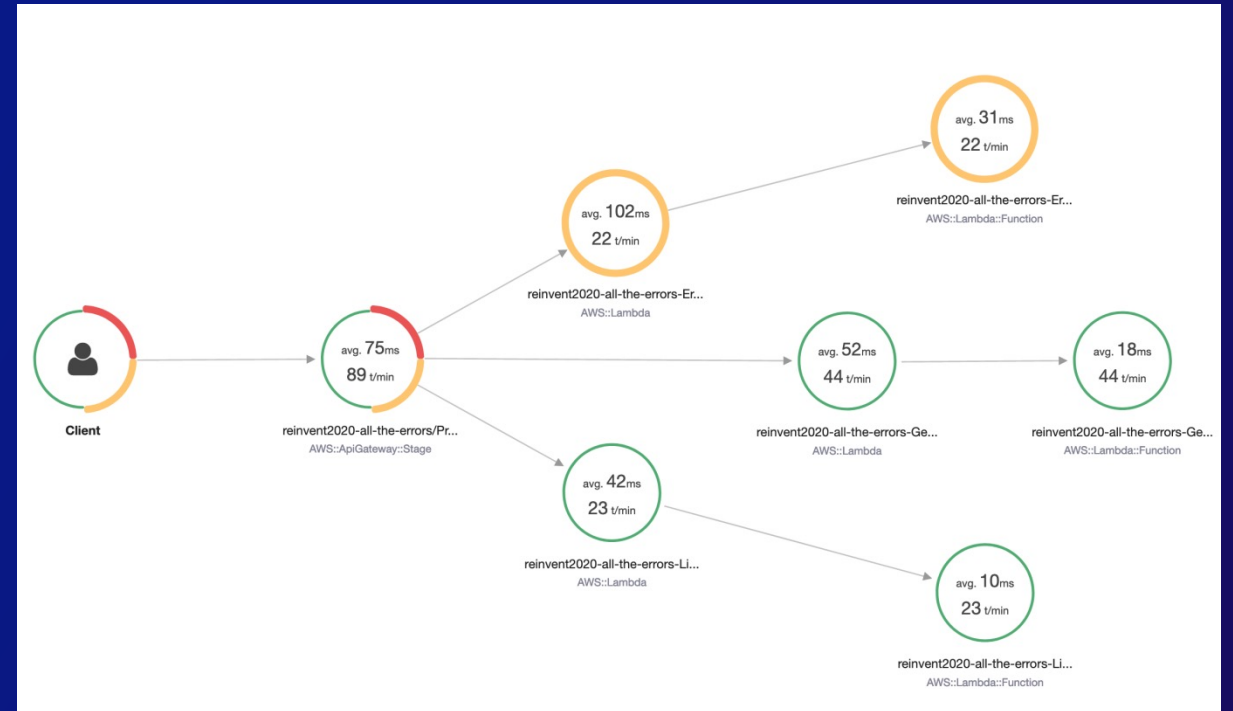 avg. 31ms
22 t/min
reinvent2020-all-the-errors-Er...
AWS::Lambda::Function
avg. 102ms
22 t/min
reinvent2020-all-the-errors-Er...
AWS::Lambda
Client
avg. 75ms
89 t/min
reinvent2020-all-the-errors/Pr...
AWS::ApiGateway::Stage
avg. 52ms
44 t/min
reinvent2020-all-the-errors-Ge...
AWS::Lambda
avg. 18ms
44 t/min
reinvent2020-all-the-errors-Ge...
AWS::Lambda::Function
avg. 42ms
23 t/min
reinvent2020-all-the-errors-Li...
AWS::Lambda
avg. 10ms
23 t/min
reinvent2020-all-the-errors-Li...
AWS::Lambda::Function